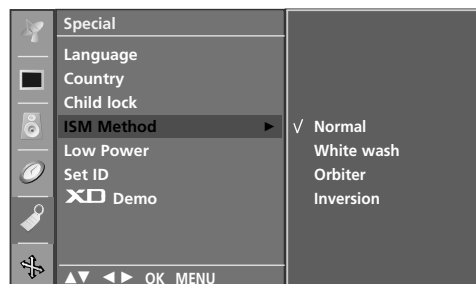 Special
Language
Country
Child lock
ISM Method ►
Low Power
Set ID
XD Demo
▲▼ ◄► OK MENU
√ Normal
White wash
Orbiter
Inversion